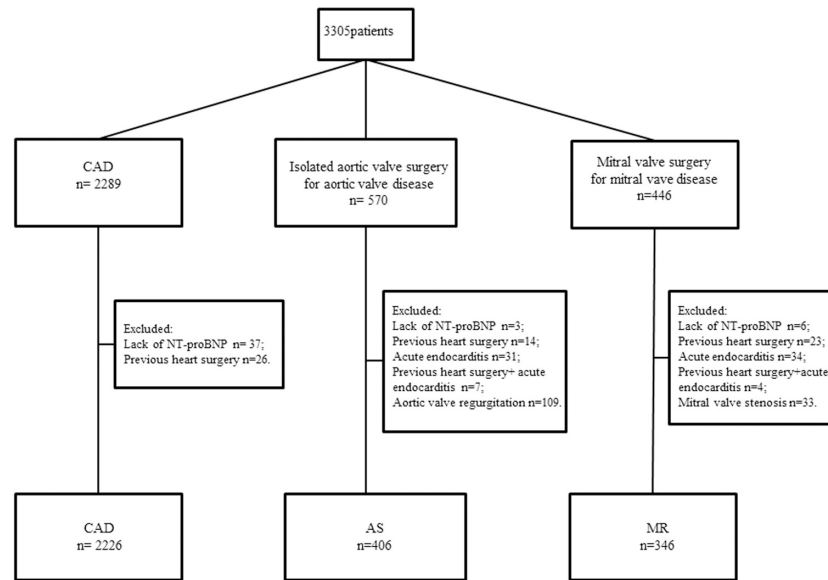 3305patients
CAD
n= 2289
Isolated aortic valve surgery
for aortic valve disease
n= 570
Mitral valve surgery
for mitral vave disease
n=446
Excluded:
Lack of NT-proBNP n= 37;
Previous heart surgery n=26.
Excluded:
Lack of NT-proBNP n=3;
Previous heart surgery n=14;
Acute endocarditis n=31;
Previous heart surgery+ acute
endocarditis n=7;
Aortic valve regurgitation n=109.
Excluded:
Lack of NT-proBNP n=6;
Previous heart surgery n=23;
Acute endocarditis n=34;
Previous heart surgery+acute
endocarditis n=4;
Mitral valve stenosis n=33.
CAD
n= 2226
AS
n=406
MR
n=346